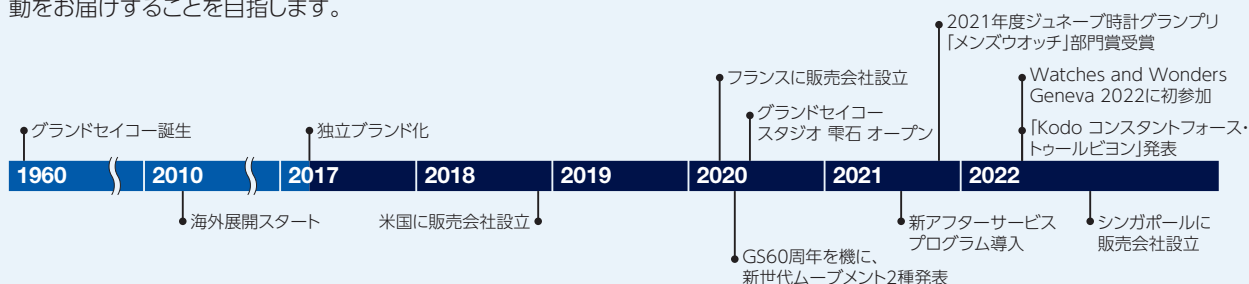 動をお届けすることを目指します。
2021年度ジュネーブ時計グランプリ
「メンズウオッチ」部門賞受賞
フランスに販売会社設立
Watches and Wonders
Geneva 2022に初参加
グランドセイコー
スタジオ 雫石 オープン
グランドセイコー誕生
独立ブランド化
「Kodo コンスタントフォース・
トゥールビヨン」発表
1960
2010
2017
2018
2019
2020
2021
2022
海外展開スタート
米国に販売会社設立
新アフターサービス
プログラム導入
シンガポールに
販売会社設立
GS60周年を機に、
新世代ムーブメント2種発表